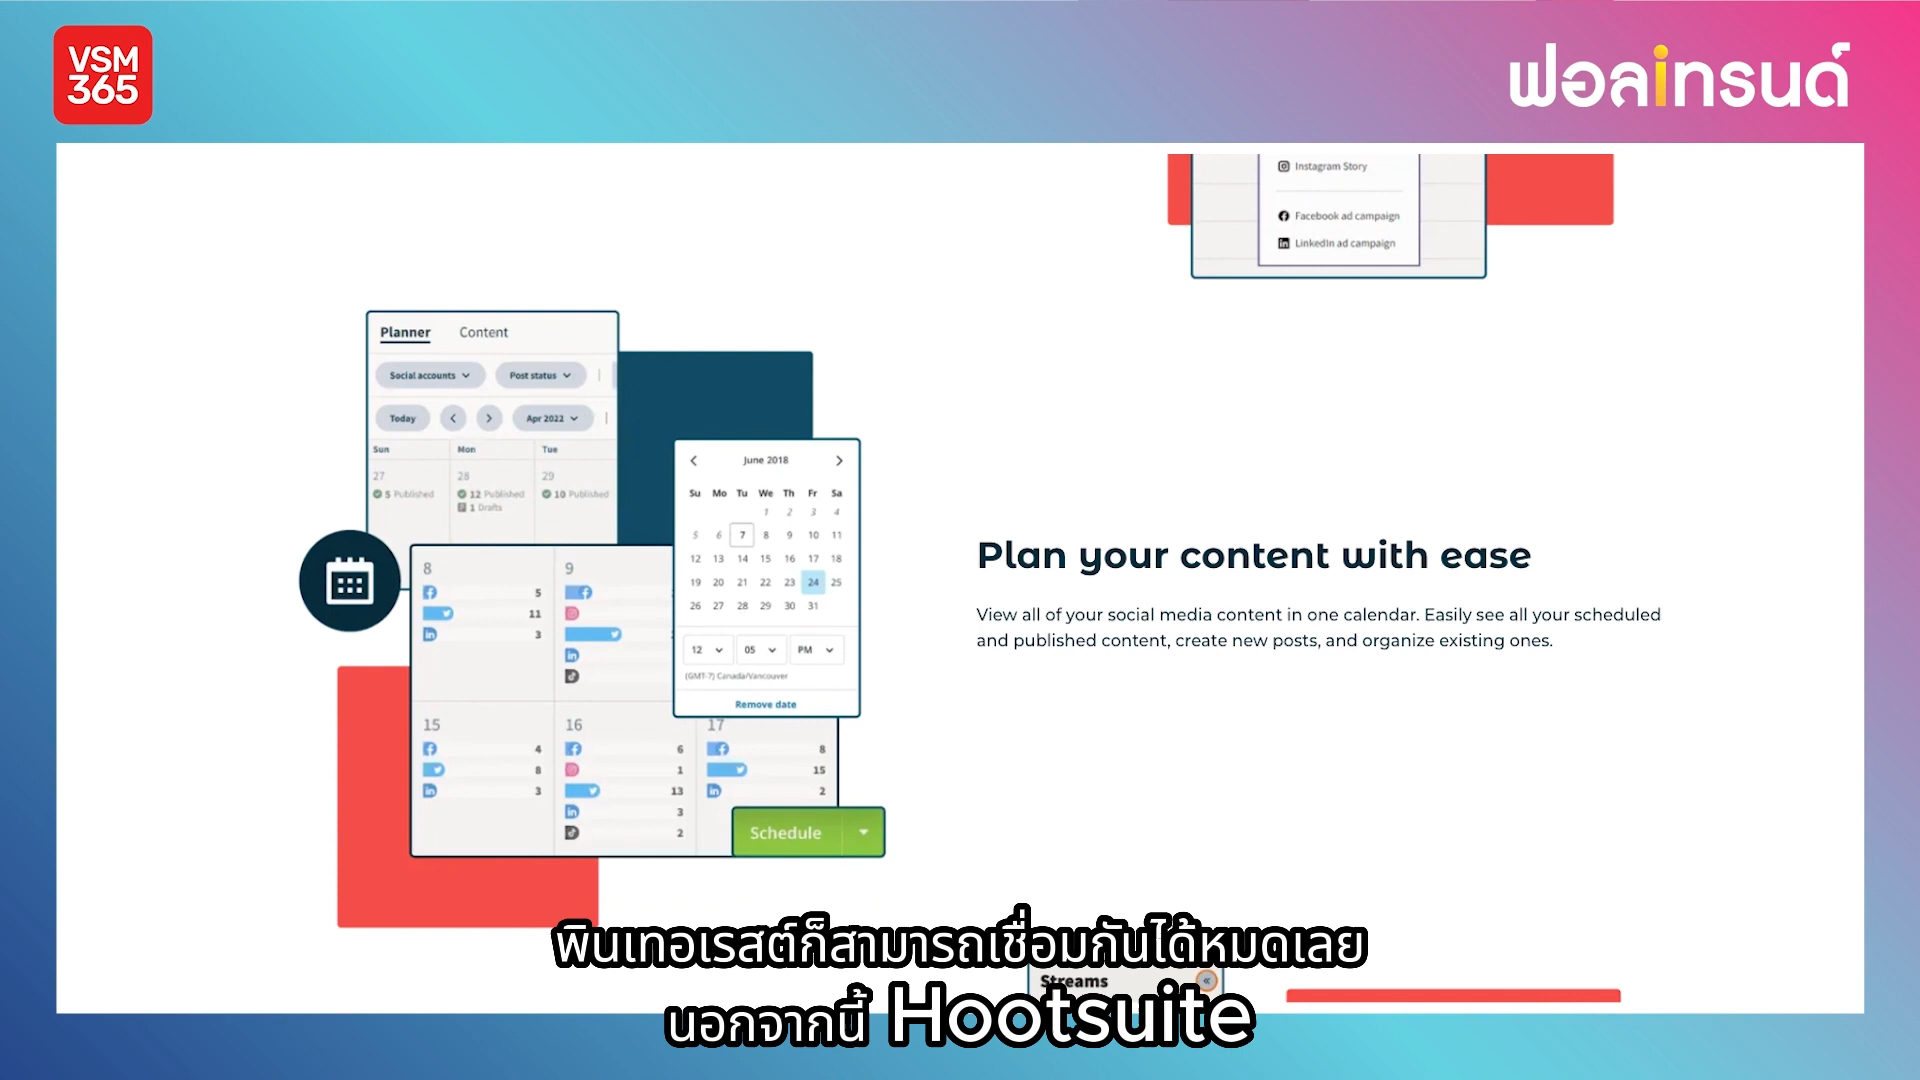 VSM
365
ฟอลเทรนด์
Instagram Story
Facebook ad campaign
LinkedIn ad campaign
Planner Content
Social accounts Post status
Today Apr 2022
Sun Mon Tue
27 28 29
5 Published 12 Published 10 Published
1 Drafts
June 2018
Su Mo Tu We Th Fr Sa
1 2 3 4
5 6 7 8 9 10 11
12 13 14 15 16 17 18
19 20 21 22 23 24 25
26 27 28 29 30 31
12 05 PM
(GMT-7) Canada/Vancouver
Remove date
8 9
5
11
3
15 16 17
4 6 8
8 1 15
3 13 2
3
2
Schedule
Plan your content with ease
View all of your social media content in one calendar. Easily see all your scheduled
and published content, create new posts, and organize existing ones.
Streams
พินเทอเรสต์ก็สามารถเชื่อมกันได้หมดเลย
นอกจากนี้ Hootsuite